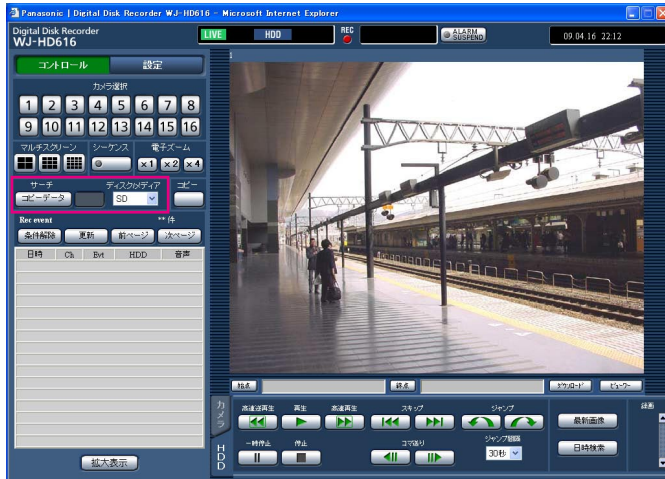 Panasonic | Digital Disk Recorder WJ-HD616 - Microsoft Internet Explorer
Digital Disk Recorder
WJ-HD616
LIVE HDD REC ALARM SUSPEND 09.04.16 22:12
コントロール 設定
カメラ選択
1 2 3 4 5 6 7 8
9 10 11 12 13 14 15 16
マルチスクリーン シーケンス 電子ズーム
x1 x2 x4
サーチ ディスク/メディア コピー
コピーデータ SD
Rec event ** 件
条件解除 更新 前ページ 次ページ
日時 Ch Evt HDD 音声
拡大表示
1
始点 終点 ダウンロード ビューワー
カメラ
HDD
高速逆再生 再生 高速再生 スキップ ジャンプ 録画
最新画像
一時停止 停止 コマ送り ジャンプ間隔
30秒
日時検索